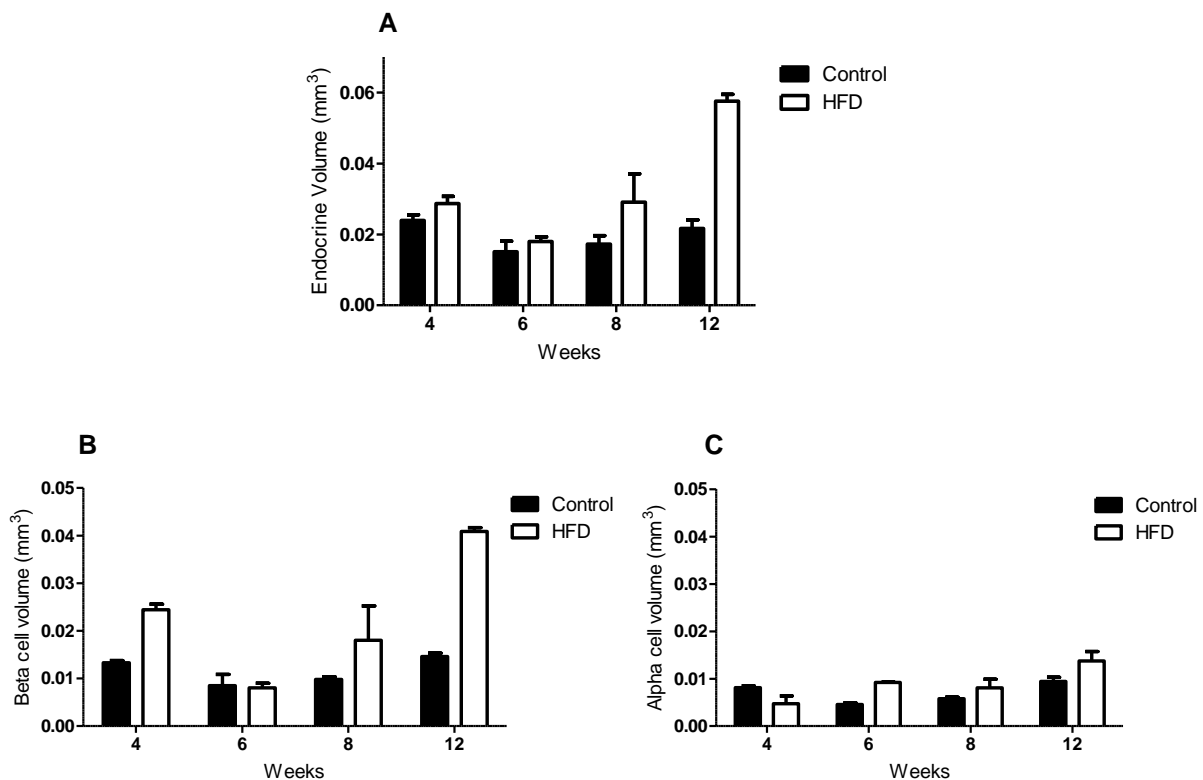 A
Endocrine Volume (mm³)
0.06
0.04
0.02
0.00
4 6 8 12
Weeks
Control
HFD
B
Beta cell volume (mm³)
0.05
0.04
0.03
0.02
0.01
0.00
4 6 8 12
Weeks
Control
HFD
C
Alpha cell volume (mm³)
0.05
0.04
0.03
0.02
0.01
0.00
4 6 8 12
Weeks
Control
HFD